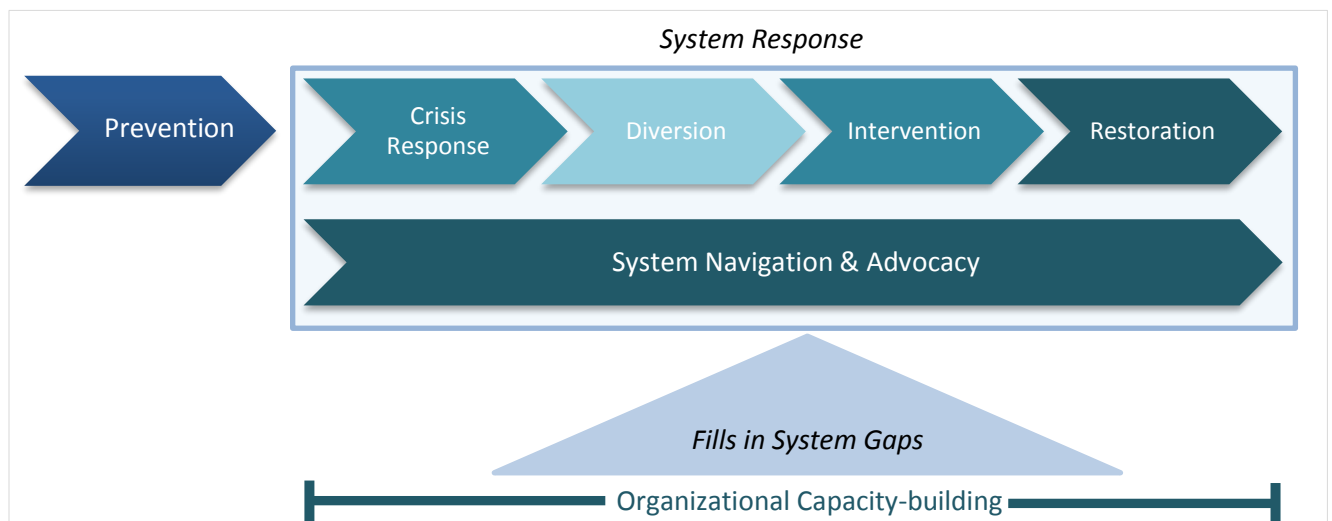 System Response
Prevention
Crisis
Response
Diversion
Intervention
Restoration
System Navigation & Advocacy
Fills in System Gaps
Organizational Capacity-building